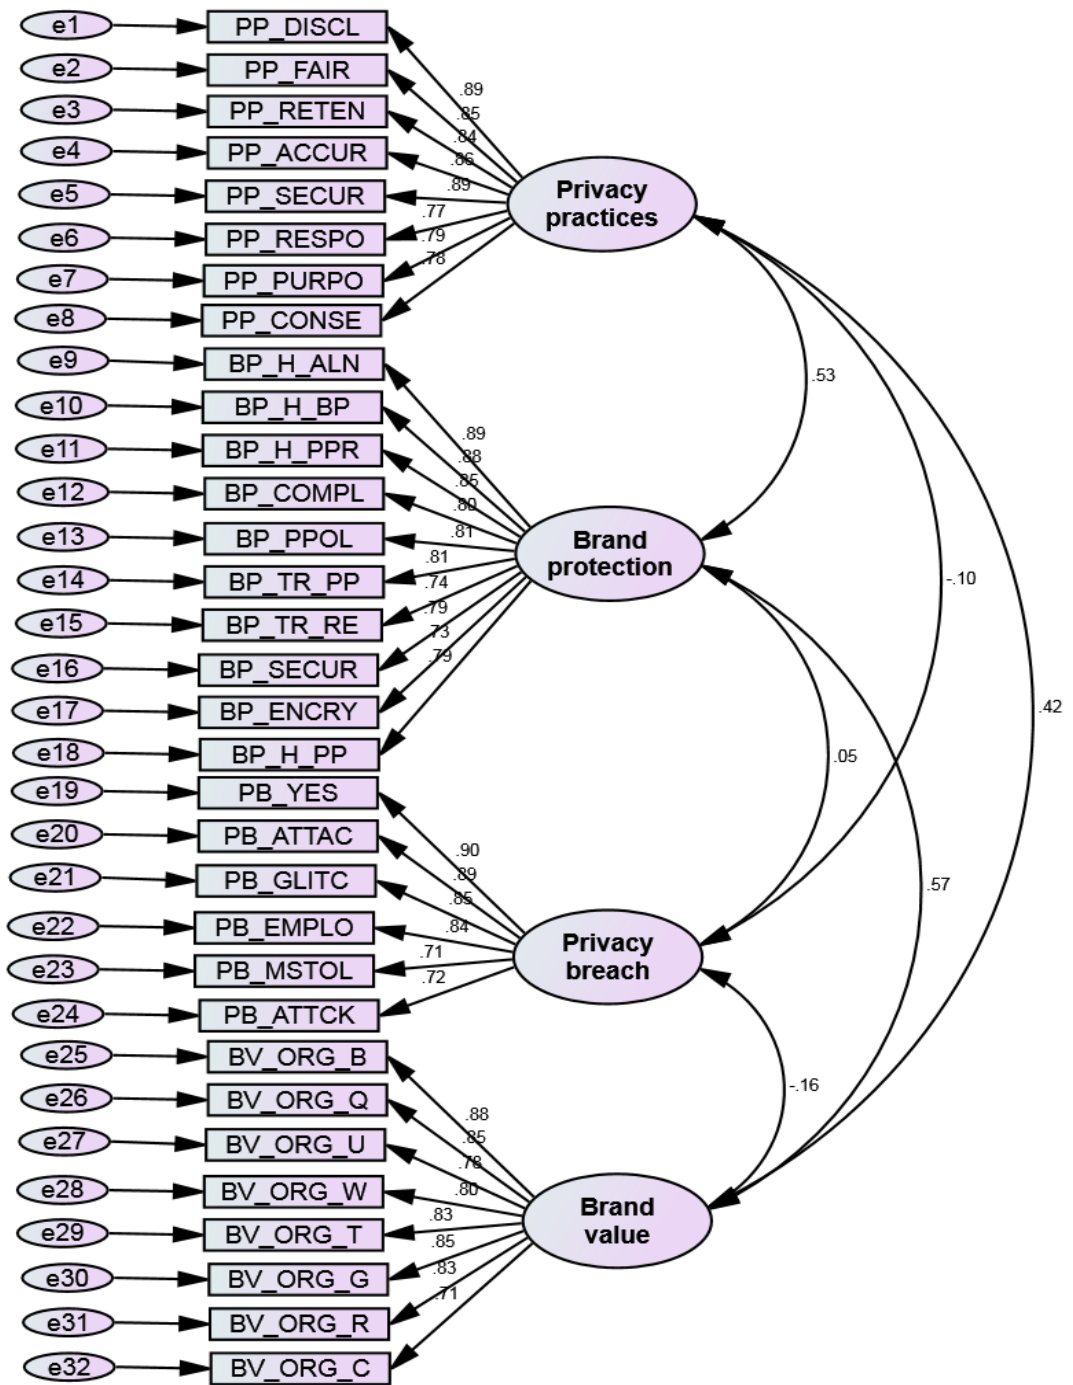 e1 PP_DISCL
e2 PP_FAIR
e3 PP_RETEN
e4 PP_ACCUR
e5 PP_SECUR
e6 PP_RESPO
e7 PP_PURPO
e8 PP_CONSE
.89
.85
.84
.86
.89
.77
.79
.78
Privacy
practices
e9 BP_H_ALN
e10 BP_H_BP
e11 BP_H_PPR
e12 BP_COMPL
e13 BP_PPOL
e14 BP_TR_PP
e15 BP_TR_RE
e16 BP_SECUR
e17 BP_ENCRY
e18 BP_H_PP
.89
.88
.85
.80
.81
.81
.74
.79
.73
.79
Brand
protection
e19 PB_YES
e20 PB_ATTAC
e21 PB_GLITC
e22 PB_EMPLO
e23 PB_MSTOL
e24 PB_ATTCK
.90
.89
.85
.84
.71
.72
Privacy
breach
e25 BV_ORG_B
e26 BV_ORG_Q
e27 BV_ORG_U
e28 BV_ORG_W
e29 BV_ORG_T
e30 BV_ORG_G
e31 BV_ORG_R
e32 BV_ORG_C
.88
.85
.78
.80
.83
.85
.83
.71
Brand
value
.53
-.10
.42
.05
.57
-.16